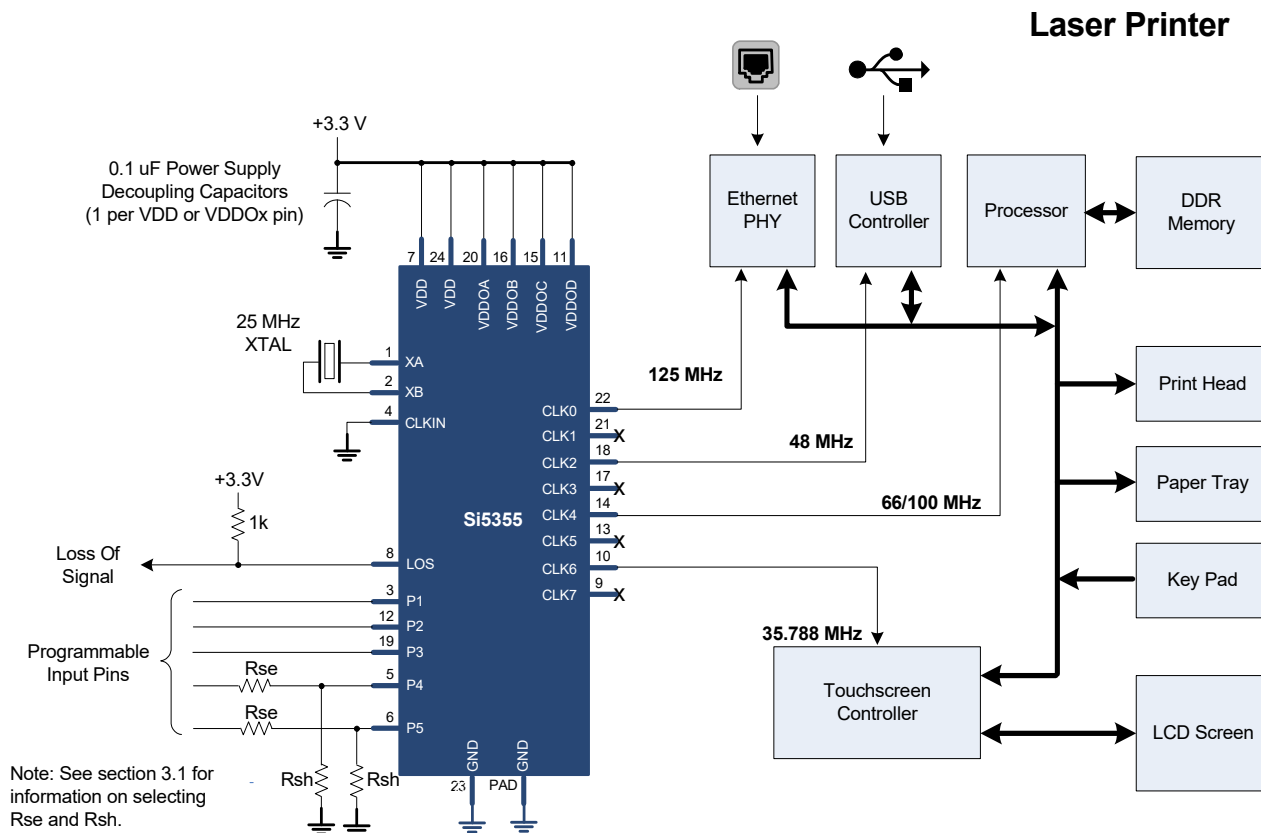 Laser Printer
+3.3 V
0.1 uF Power Supply
Decoupling Capacitors
(1 per VDD or VDDOx pin)
7
24
20
16
15
11
VDD
VDD
VDDOA
VDDOB
VDDOC
VDDOD
25 MHz
XTAL
1
XA
2
XB
4
CLKIN
+3.3V
1k
Loss Of
Signal
8
LOS
Programmable
Input Pins
3
P1
12
P2
19
P3
Rse
5
P4
Rse
6
P5
Rsh
Rsh
Note: See section 3.1 for
information on selecting
Rse and Rsh.
Si5355
GND
23
GND
PAD
CLK0
22
CLK1
21
X
CLK2
18
CLK3
17
X
CLK4
14
CLK5
13
X
CLK6
10
CLK7
9
X
125 MHz
48 MHz
66/100 MHz
35.788 MHz
Ethernet
PHY
USB
Controller
Processor
DDR
Memory
Print Head
Paper Tray
Key Pad
Touchscreen
Controller
LCD Screen